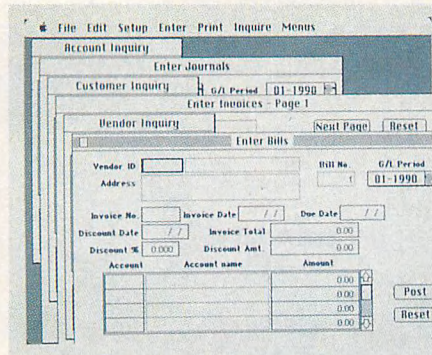 File Edit Setup Enter Print Inquire Menus
Account Inquiry
Enter Journals
Customer Inquiry
G/L Period 01-1990
Enter Invoices - Page 1
Vendor Inquiry
Next Page Reset
Enter Bills
Vendor ID Bill No. G/L Period
1 01-1990
Address
Invoice No. Invoice Date / / Due Date / /
Discount Date / / Invoice Total 0.00
Discount % 0.000 Discount Amt. 0.00
Account Account name Amount
0.00
0.00
0.00
0.00
Post
Reset